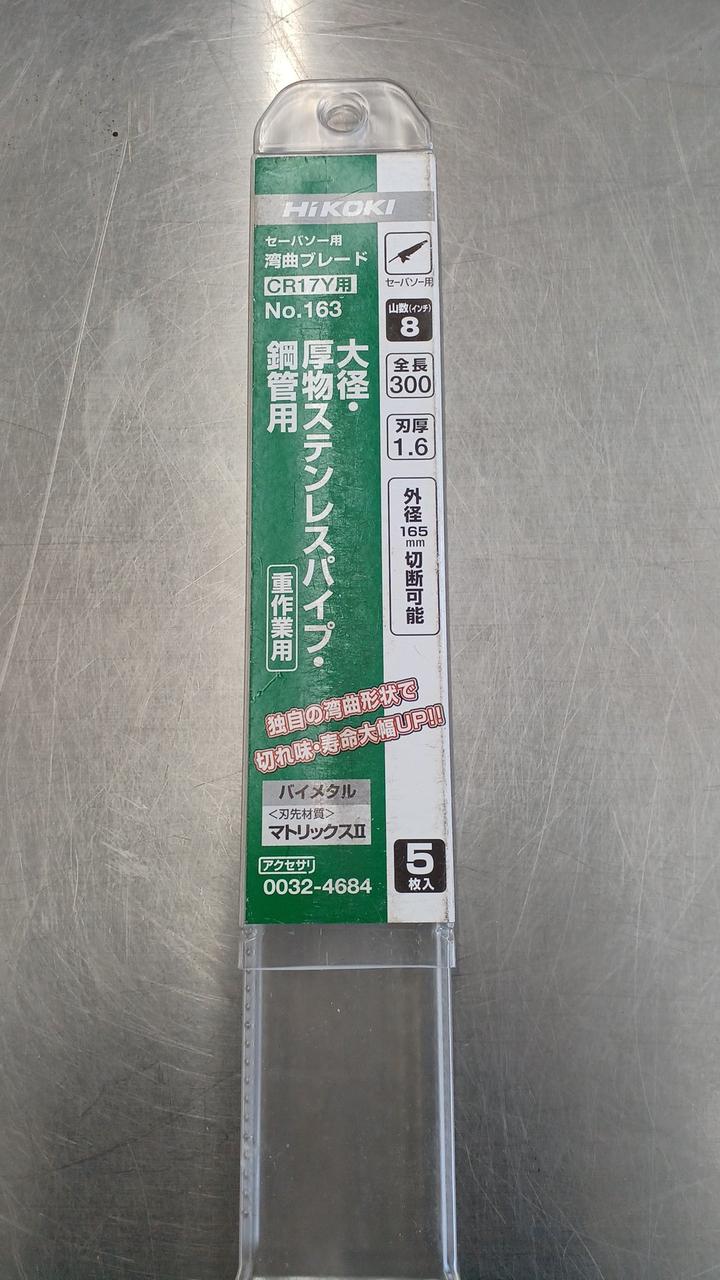 HiKOKI
セーバソー用
湾曲ブレード
CR17Y用
No.163
大径・
厚物ステンレスパイプ・
鋼管用
重作業用
独自の湾曲形状で
切れ味・寿命大幅UP!!
バイメタル
<刃先材質>
マトリックスⅡ
アクセサリ
0032-4684
セーバソー用
山数(インチ)
8
全長
300
刃厚
1.6
外径165mm切断可能
5
枚入